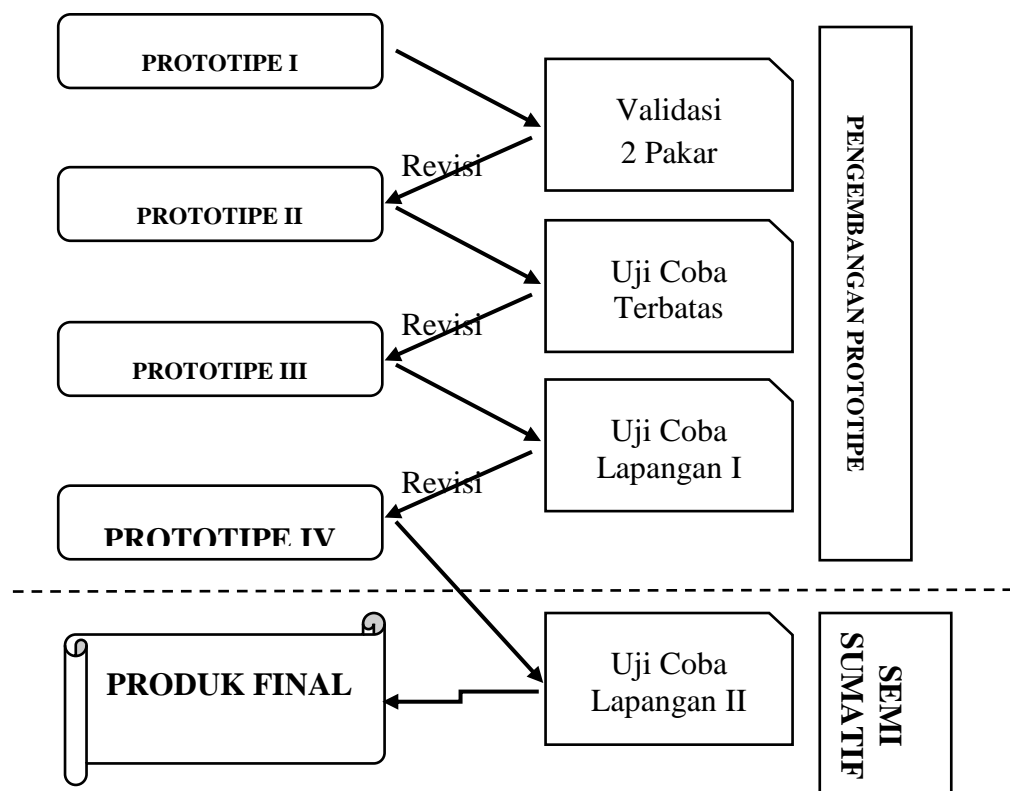 PROTOTIPE I
Validasi
2 Pakar
Revisi
PROTOTIPE II
Uji Coba
Terbatas
Revisi
PROTOTIPE III
Uji Coba
Lapangan I
Revisi
PROTOTIPE IV
PENGEMBANGAN PROTOTIPE
PRODUK FINAL
Uji Coba
Lapangan II
SEMI
SUMATIF